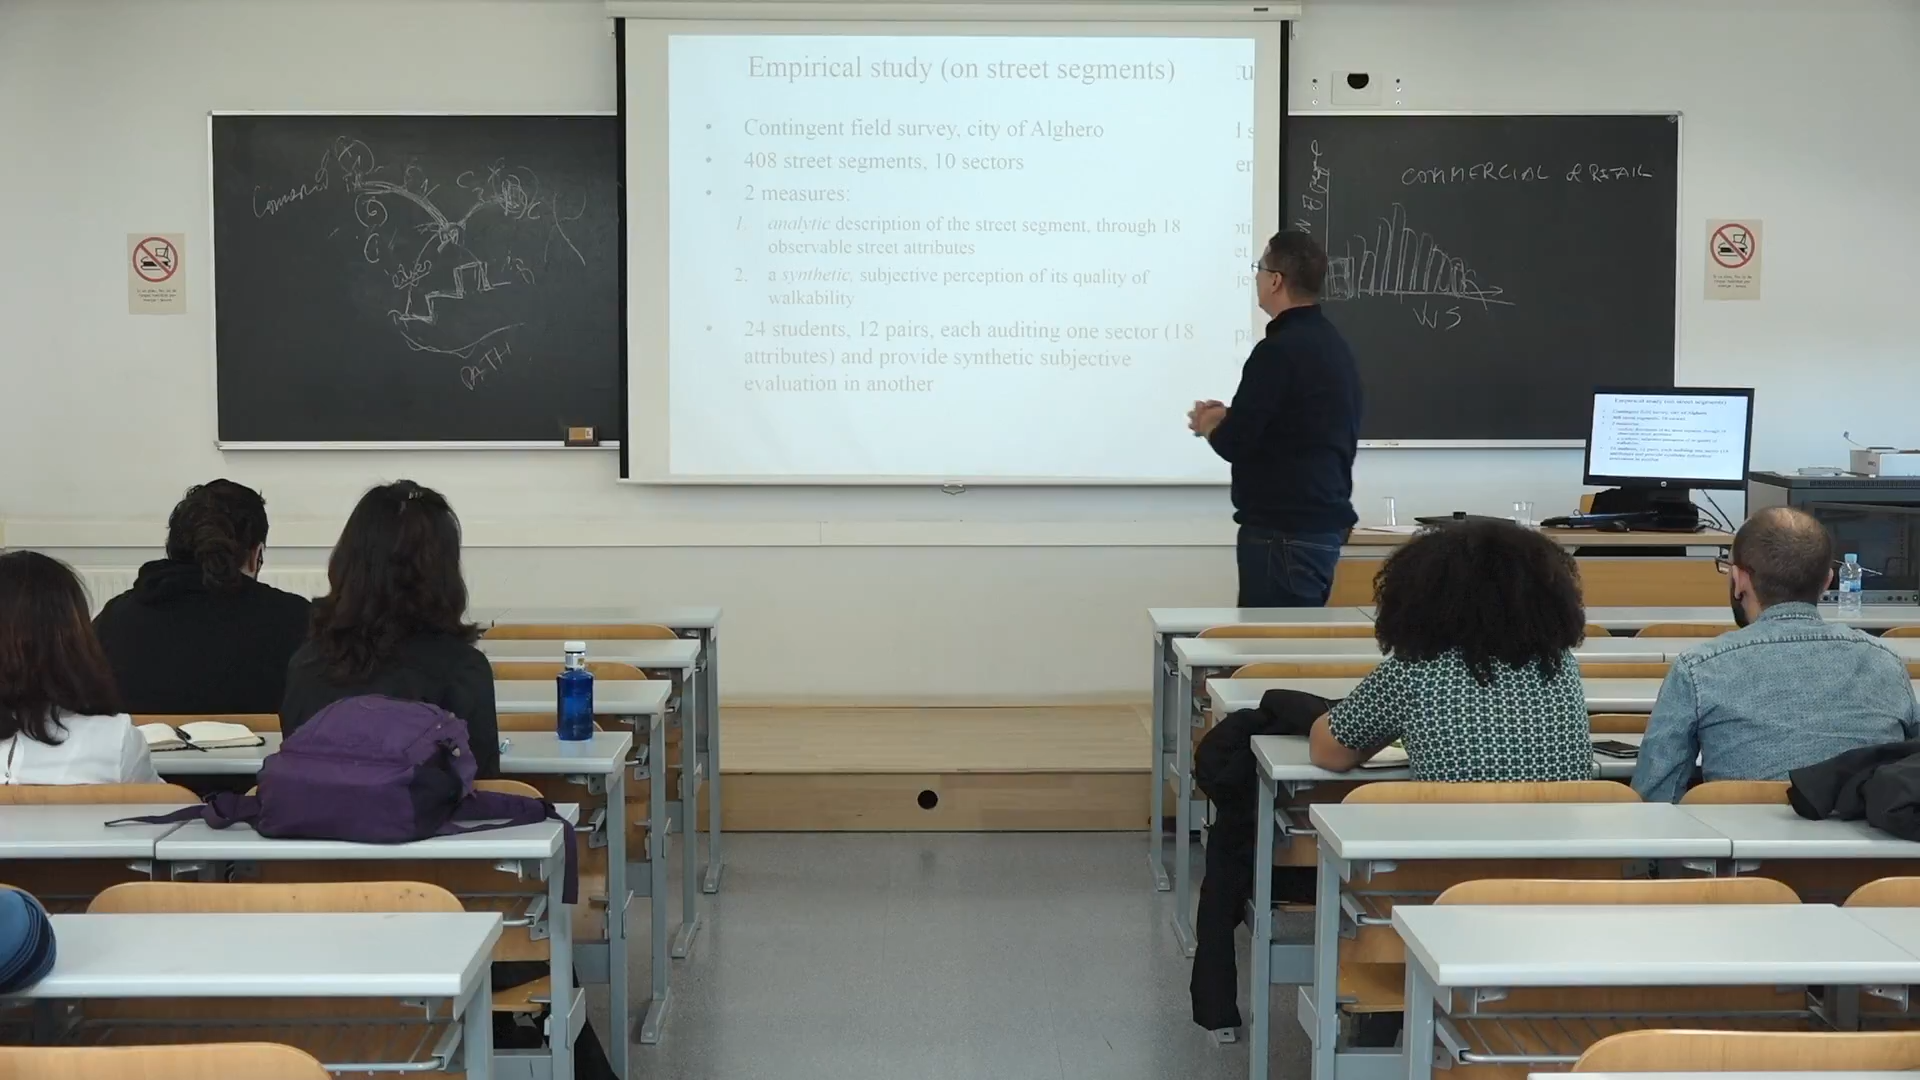 Empirical study (on street segments)
• Contingent field survey, city of Alghero
• 408 street segments, 10 sectors
• 2 measures:
1. analytic description of the street segment, through 18
observable street attributes
2. a synthetic, subjective perception of its quality of
walkability
• 24 students, 12 pairs, each auditing one sector (18
attributes) and provide synthetic subjective
evaluation in another
PATH
COMMERCIAL & RETAIL
WS